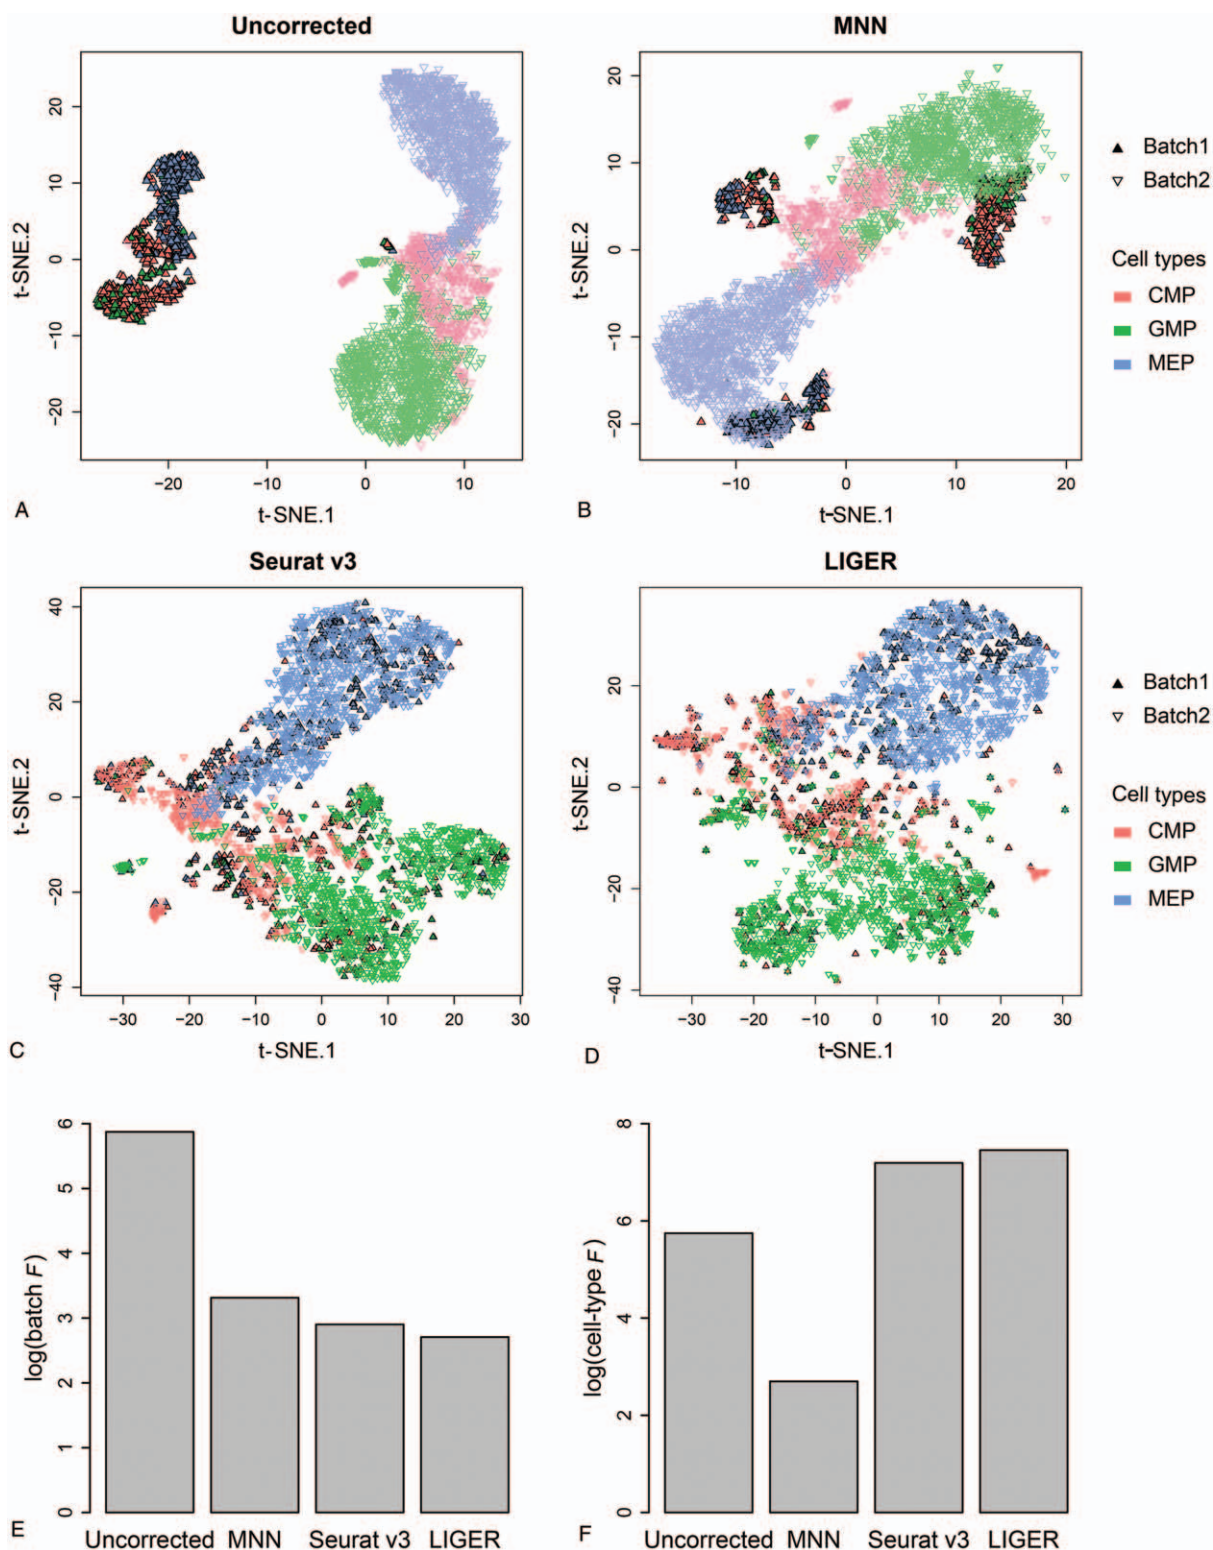 Uncorrected
MNN
20
10
0
−10
−20
t-SNE.2
−20
−10
0
10
t-SNE.1
A
20
10
0
−10
−20
t-SNE.2
−10
0
10
20
t-SNE.1
B
Batch1
Batch2
Cell types
CMP
GMP
MEP
Seurat v3
LIGER
40
20
0
−20
−40
t-SNE.2
−30
−20
−10
0
10
20
30
t-SNE.1
C
20
0
−20
−40
t-SNE.2
−30
−20
−10
0
10
20
30
t-SNE.1
D
Batch1
Batch2
Cell types
CMP
GMP
MEP
6
5
4
3
2
1
0
log(batch F)
E
Uncorrected MNN Seurat v3 LIGER
8
6
4
2
0
log(cell-type F)
F
Uncorrected MNN Seurat v3 LIGER